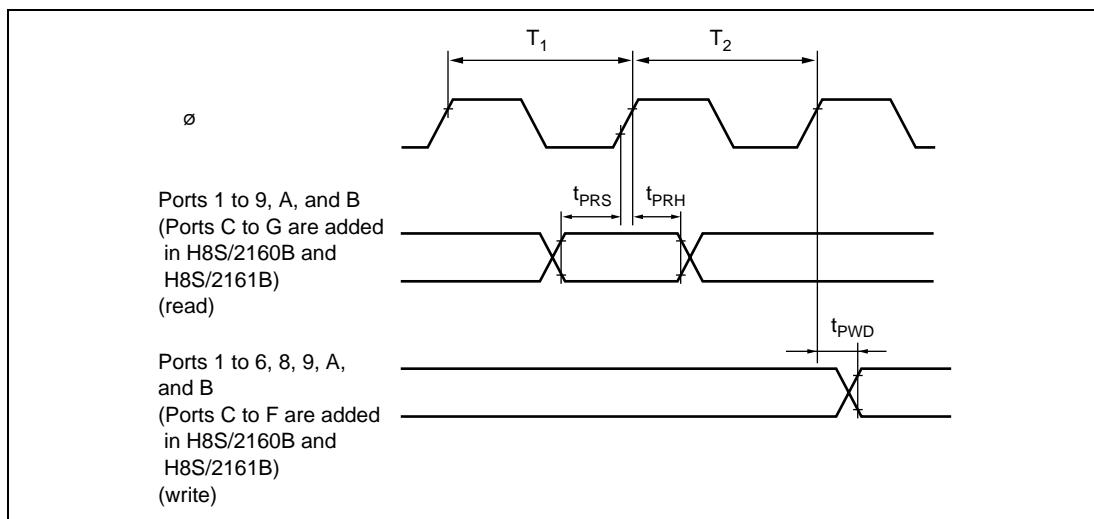 T1
T2
ø
Ports 1 to 9, A, and B
(Ports C to G are added
in H8S/2160B and
H8S/2161B)
(read)
tPRS
tPRH
tPWD
Ports 1 to 6, 8, 9, A,
and B
(Ports C to F are added
in H8S/2160B and
H8S/2161B)
(write)